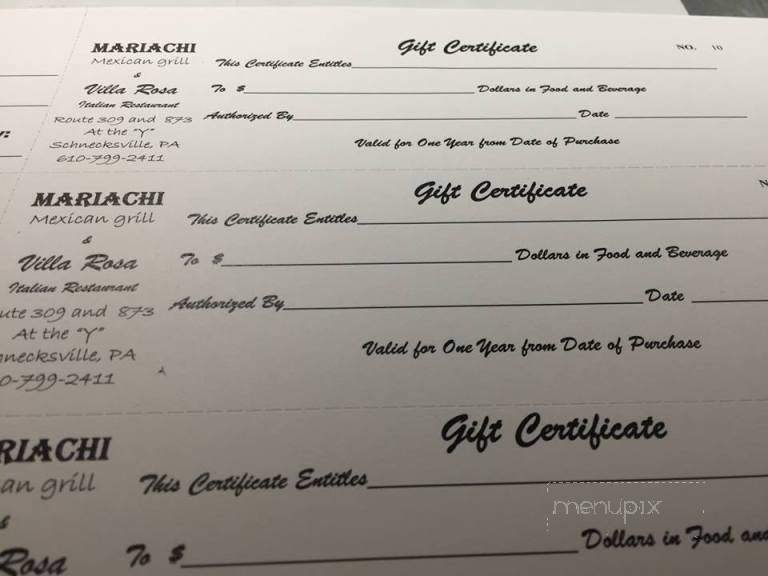 MARIACHI
Mexican grill
&
Villa Rosa
Italian Restaurant
Route 309 and 873
At the "Y"
Schnecksville, PA
610-799-2411
Gift Certificate
NO. 10
This Certificate Entitles
To $ Dollars in Food and Beverage
Authorized By Date
Valid for One Year from Date of Purchase
MARIACHI
Mexican grill
&
Villa Rosa
Italian Restaurant
ute 309 and 873
At the "Y"
hnecksville, PA
0-799-2411
Gift Certificate
N
This Certificate Entitles
To $ Dollars in Food and Beverage
Authorized By Date
Valid for One Year from Date of Purchase
RIACHI
an grill
&
Rosa
Gift Certificate
This Certificate Entitles
To $ Dollars in Food and
menupix